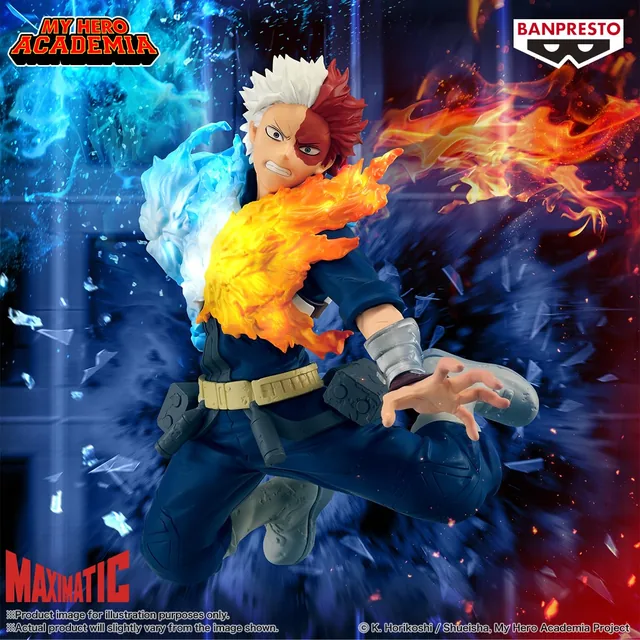 MY HERO
ACADEMIA
BANPRESTO
MAXIMATIC
※Product image for illustration purposes only.
※Actual product will slightly vary from the image shown.
© K. Horikoshi / Shueisha, My Hero Academia Project